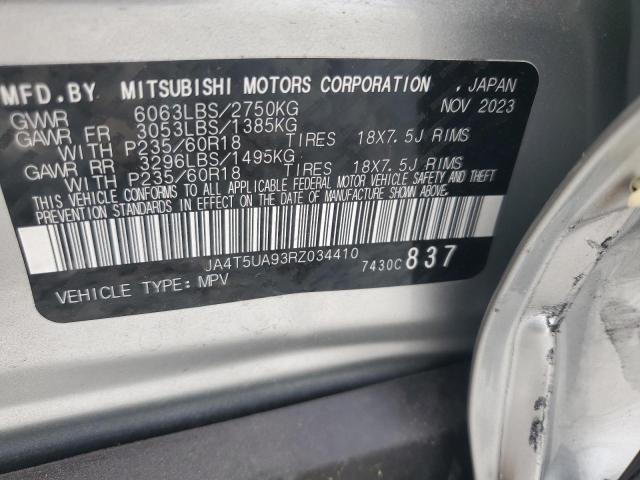 MFD.BY MITSUBISHI MOTORS CORPORATION , JAPAN
GVWR 6063LBS/2750KG NOV 2023
GAWR FR 3053LBS/1385KG
WITH P235/60R18 TIRES 18X7.5J RIMS
GAWR RR 3296LBS/1495KG
WITH P235/60R18 TIRES 18X7.5J RIMS
THIS VEHICLE CONFORMS TO ALL APPLICABLE FEDERAL MOTOR VEHICLE SAFETY AND THEFT
PREVENTION STANDARDS IN EFFECT ON THE DATE OF MANUFACTURE SHOWN ABOVE.
JA4T5UA93RZ034410
7430C 837
VEHICLE TYPE: MPV